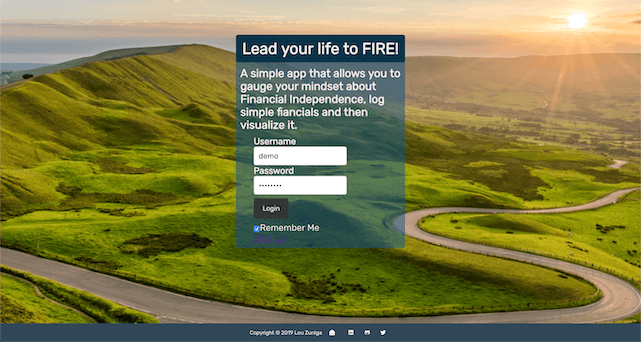 Lead your life to FIRE!
A simple app that allows you to
gauge your mindset about
Financial Independence, log
simple fiancials and then
visualize it.
Username
demo
Password
••••••••
Login
Remember Me
Copyright © 2019 Lou Zuniga